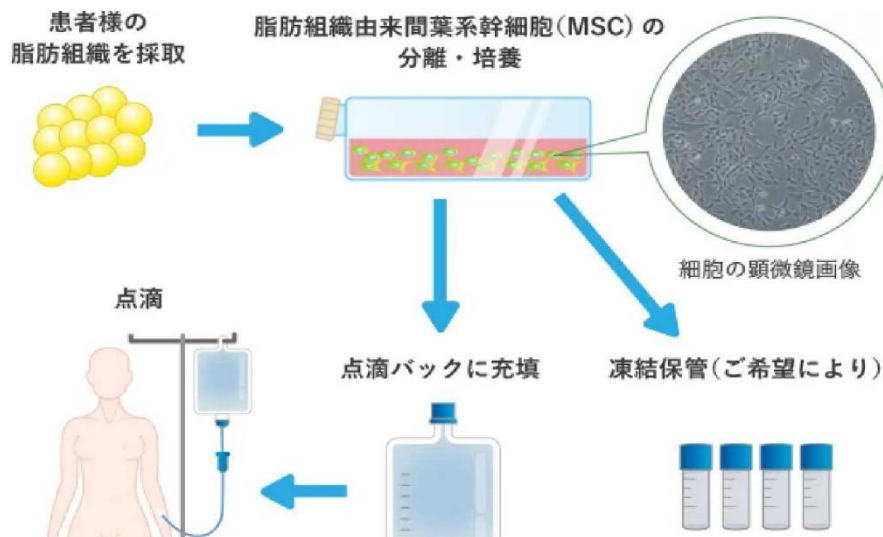 患者様の
脂肪組織を採取
脂肪組織由来間葉系幹細胞(MSC)の
分離・培養
細胞の顕微鏡画像
点滴
点滴バックに充填
凍結保管(ご希望により)